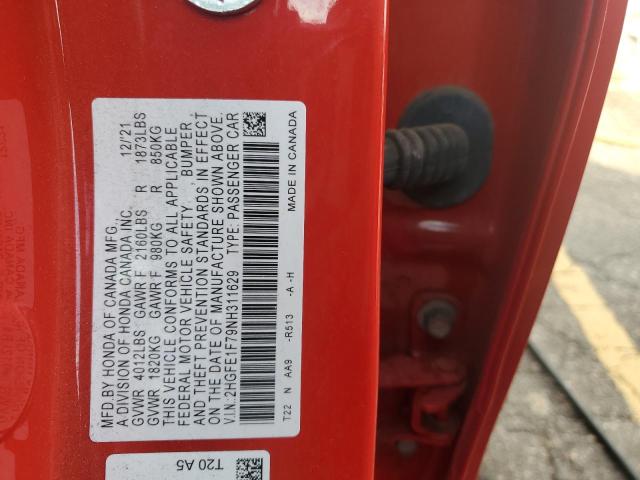 MFD BY HONDA OF CANADA MFG.,
A DIVISION OF HONDA CANADA INC. 12/21
GVWR 4012LBS GAWR F 2160LBS R 1873LBS
GVWR 1820KG GAWR F 980KG R 850KG
THIS VEHICLE CONFORMS TO ALL APPLICABLE
FEDERAL MOTOR VEHICLE SAFETY, BUMPER,
AND THEFT PREVENTION STANDARDS IN EFFECT
ON THE DATE OF MANUFACTURE SHOWN ABOVE.
V.I.N.:2HGFE1F79NH311629 TYPE: PASSENGER CAR
T22 N AA9 -R513 -A -H MADE IN CANADA
T20 A5